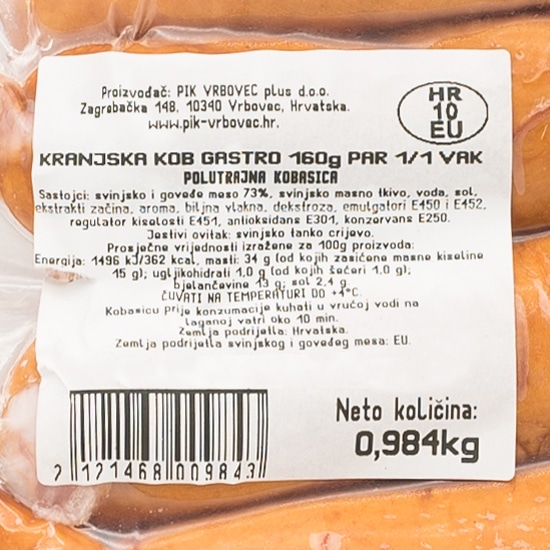 Proizvođač: PIK VRBOVEC plus d.o.o.
Zagrebačka 148, 10340 Vrbovec, Hrvatska.
www.pik-vrbovec.hr.
HR
10
EU
KRANJSKA KOB GASTRO 160g PAR 1/1 VAK
POLUTRAJNA KOBASICA
Sastojci: svinjsko i goveđe meso 73%, svinjsko masno tkivo, voda, sol,
ekstrakti začina, aroma, biljna vlakna, dekstroza, emulgatori E450 i E452,
regulator kiselosti E451, antioksidans E301, konzervans E250.
Jestivi ovitak: svinjsko tanko crijevo.
Prosječne vrijednosti izražene za 100g proizvoda:
Energija: 1496 kJ/362 kcal, masti: 34 g (od kojih zasićene masne kiseline
15 g); ugljikohidrati 1,0 g (od kojih šećeri 1,0 g);
bjelančevine 13 g; sol 2,4 g
ČUVATI NA TEMPERATURI DO +4°C.
Kobasicu prije konzumacije kuhati u vrućoj vodi na
laganoj vatri oko 10 min.
Zemlja podrijetla: Hrvatska.
Zemlja podrijetla svinjskog i goveđeg mesa: EU.
Neto količina:
0,984kg
2 121468 009843